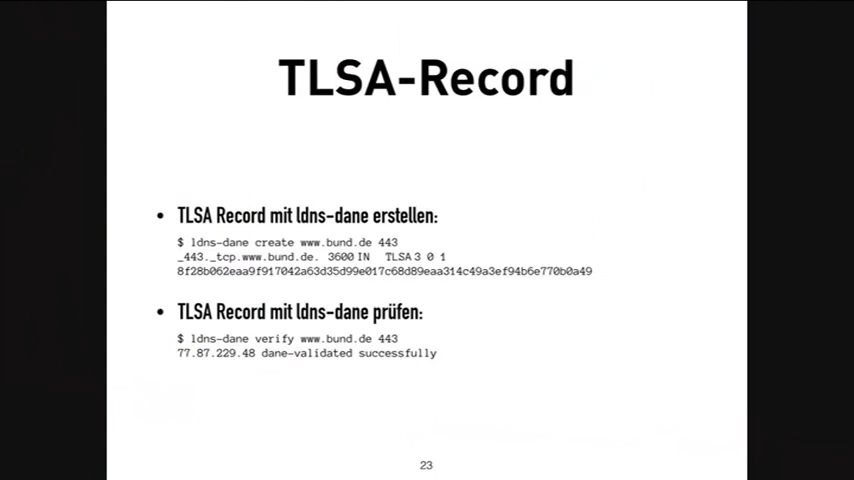 TLSA-Record
• TLSA Record mit ldns-dane erstellen:
$ ldns-dane create www.bund.de 443
_443._tcp.www.bund.de. 3600 IN TLSA 3 0 1
8f28b062eaa9f917042a63d35d99e017c68d89eaa314c49a3ef94b6e770b0a49
• TLSA Record mit ldns-dane prüfen:
$ ldns-dane verify www.bund.de 443
77.87.229.48 dane-validated successfully
23